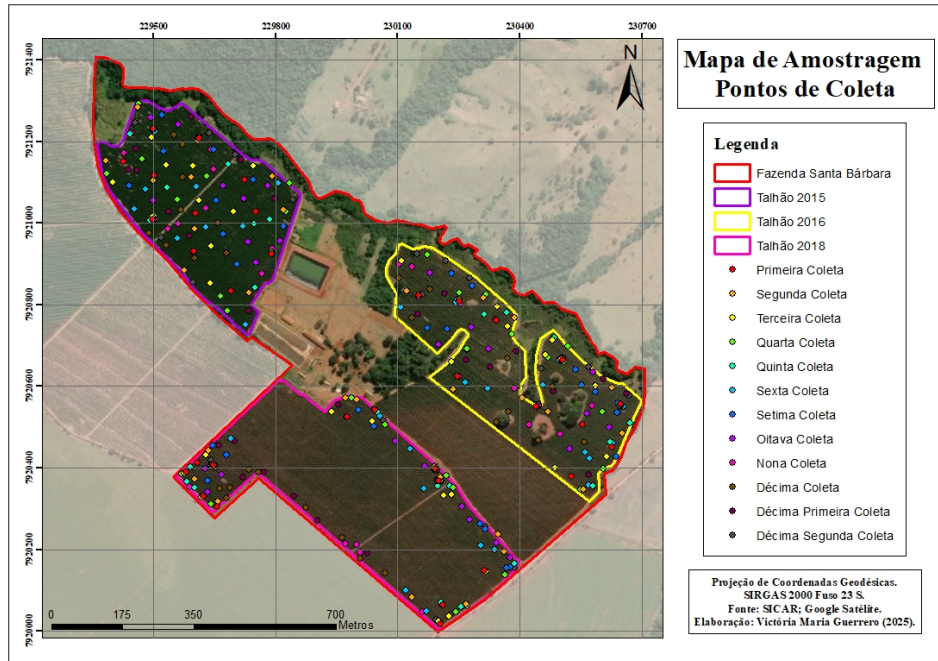 229500 229800 230100 230400 230700
7921400
7921200
7921000
7920800
7920600
7920400
7920200
7920000
N
0 175 350 700
Metros
Mapa de Amostragem
Pontos de Coleta
Legenda
Fazenda Santa Bárbara
Talhão 2015
Talhão 2016
Talhão 2018
Primeira Coleta
Segunda Coleta
Terceira Coleta
Quarta Coleta
Quinta Coleta
Sexta Coleta
Setima Coleta
Oitava Coleta
Nona Coleta
Décima Coleta
Décima Primeira Coleta
Décima Segunda Coleta
Projeção de Coordenadas Geodésicas.
SIRGAS 2000 Fuso 23 S.
Fonte: SICAR; Google Satélite.
Elaboração: Victória Maria Guerrero (2025).